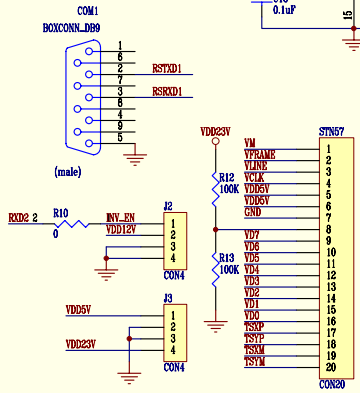 COM1
BOXCONN_DB9
0.1uF
15
1
6
2 RSTXD1
7
3 RSRXD1
8
4
9
5
(male)
VDD23V
R12
100K
R13
100K
STN57
VM 1
VFRAME 2
VLINE 3
VCLK 4
VDD5V 5
VDD5V 6
GND 7
8
VD7 9
VD6 10
VD5 11
VD4 12
VD3 13
VD2 14
VD1 15
VD0 16
TSXP 17
TSYP 18
TSXM 19
TSYM 20
CON20
RXD2 2
R10
0
J2
INV_EN 1
VDD12V 2
3
4
CON4
J3
VDD5V 1
2
3
VDD23V 4
CON4